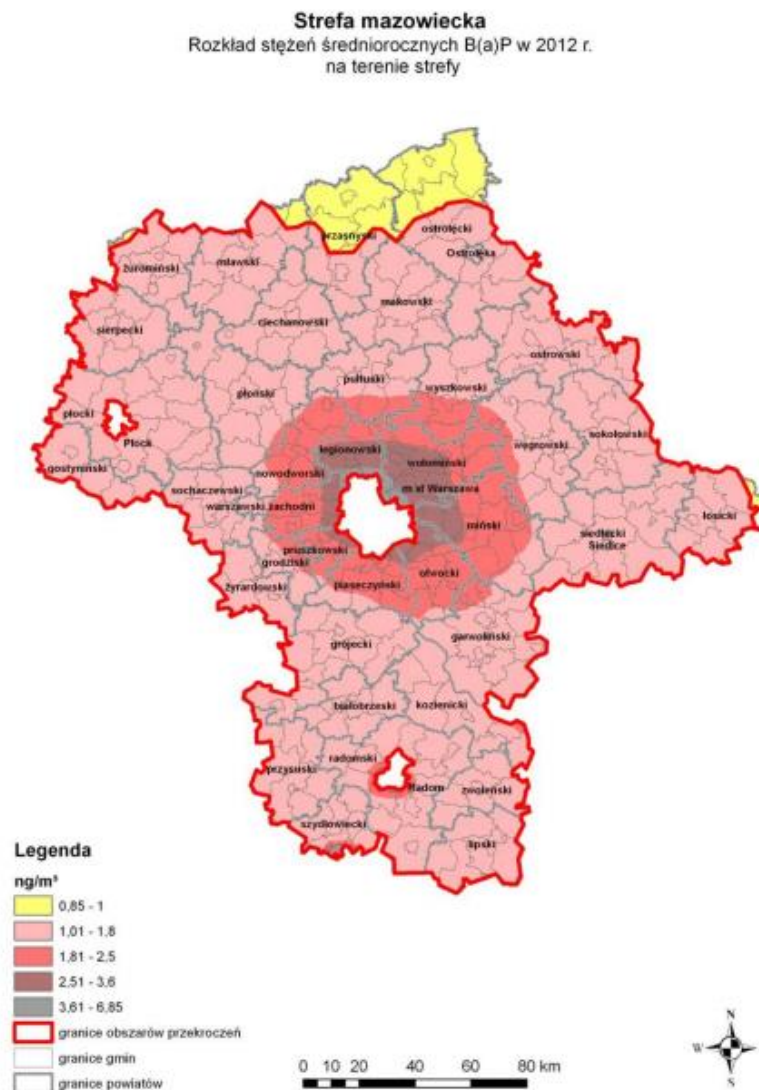 Strefa mazowiecka
Rozkład stężeń średniorocznych B(a)P w 2012 r.
na terenie strefy
przasnyski
ostrołęcki
Ostrołęka
żuromiński
mławski
makowski
sierpecki
ciechanowski
ostrowski
pułtuski
wyszkowski
płoński
płocki
Płock
legionowski
węgrowski
sokołowski
gostyniński
nowodworski
wołomiński
sochaczewski
m.st Warszawa
warszawski zachodni
miński
łosicki
siedlecki
Siedlce
pruszkowski
grodziski
otwocki
żyrardowski
piaseczyński
grójecki
garwoliński
białobrzeski
kozienicki
radomski
przysuski
Radom
zwoleński
szydłowiecki
lipski
Legenda
ng/m³
0,85 - 1
1,01 - 1,8
1,81 - 2,5
2,51 - 3,6
3,61 - 6,85
granice obszarów przekroczeń
granice gmin
granice powiatów
0 10 20 40 60 80 km
N
W E
S